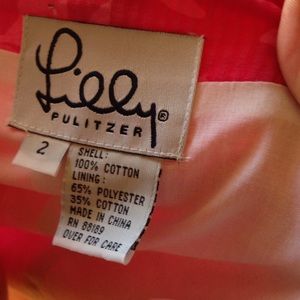 Lilly®
PULITZER
2
SHELL:
100% COTTON
LINING:
65% POLYESTER
35% COTTON
MADE IN CHINA
RN 88189
OVER FOR CARE